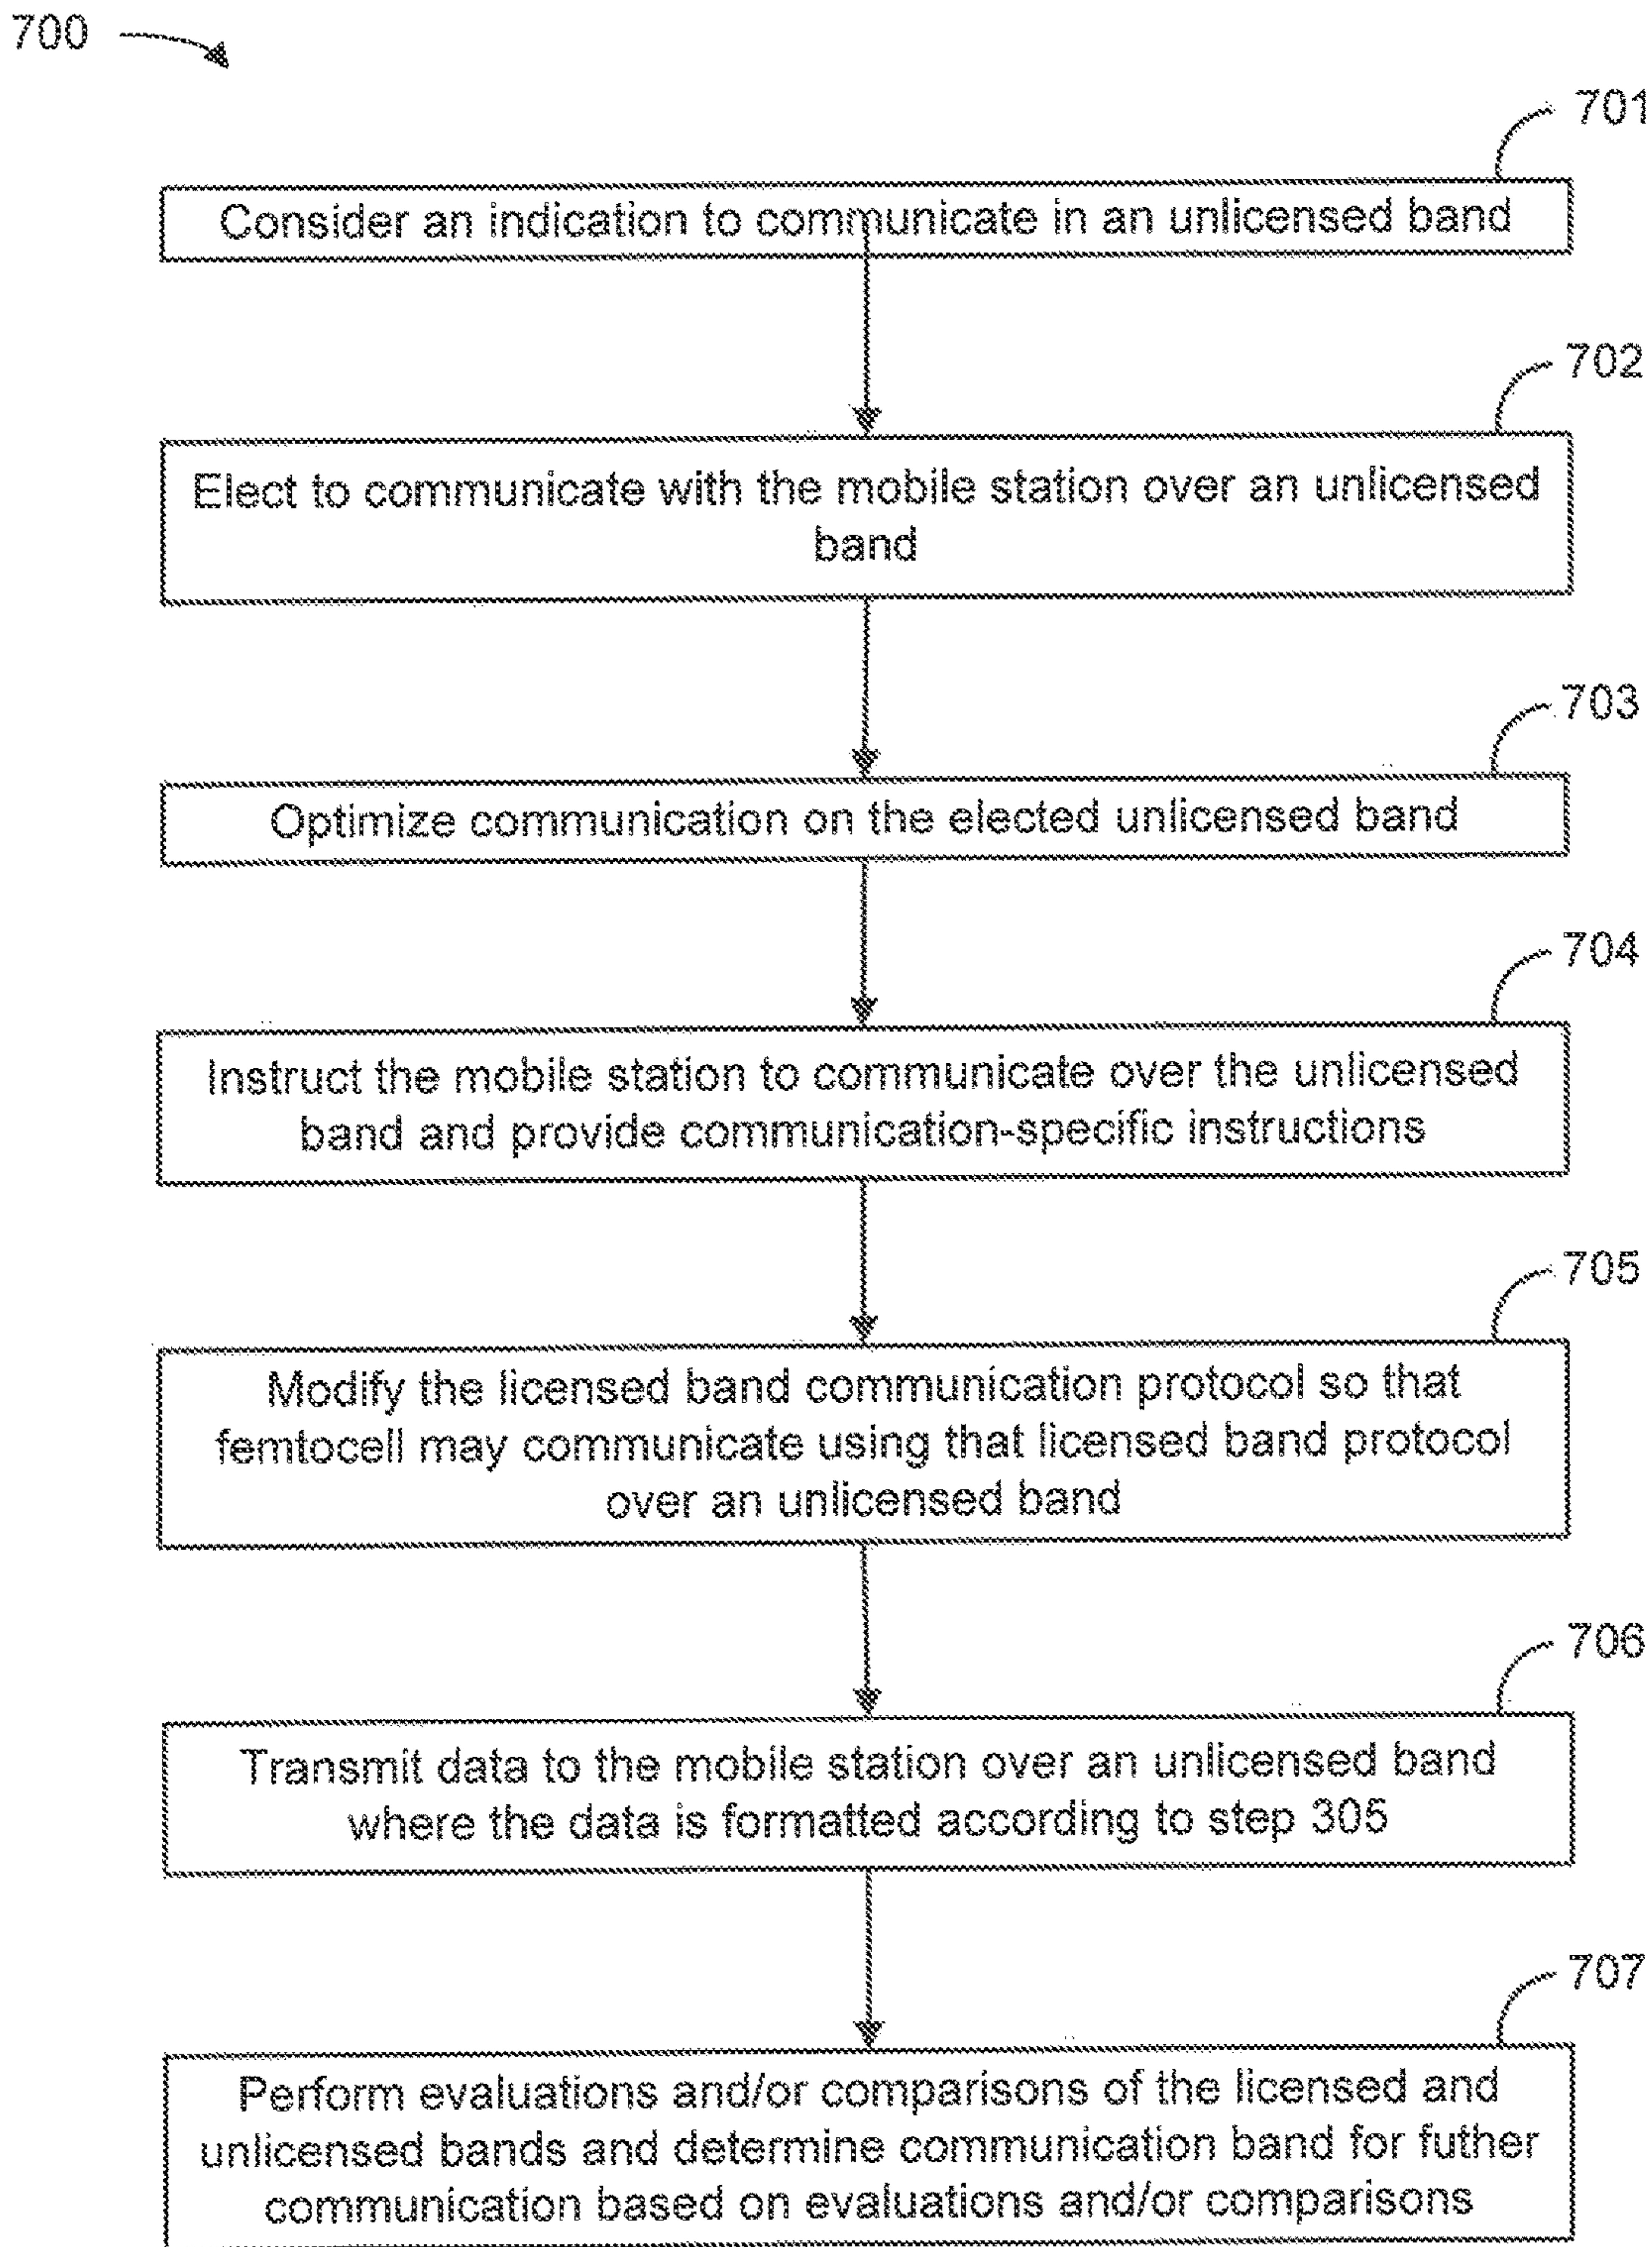 700
701
Consider an indication to communicate in an unlicensed band
702
Elect to communicate with the mobile station over an unlicensed
band
703
Optimize communication on the elected unlicensed band
704
Instruct the mobile station to communicate over the unlicensed
band and provide communication-specific instructions
705
Modify the licensed band communication protocol so that
femtocell may communicate using that licensed band protocol
over an unlicensed band
706
Transmit data to the mobile station over an unlicensed band
where the data is formatted according to step 305
707
Perform evaluations and/or comparisons of the licensed and
unlicensed bands and determine communication band for futher
communication based on evaluations and/or comparisons